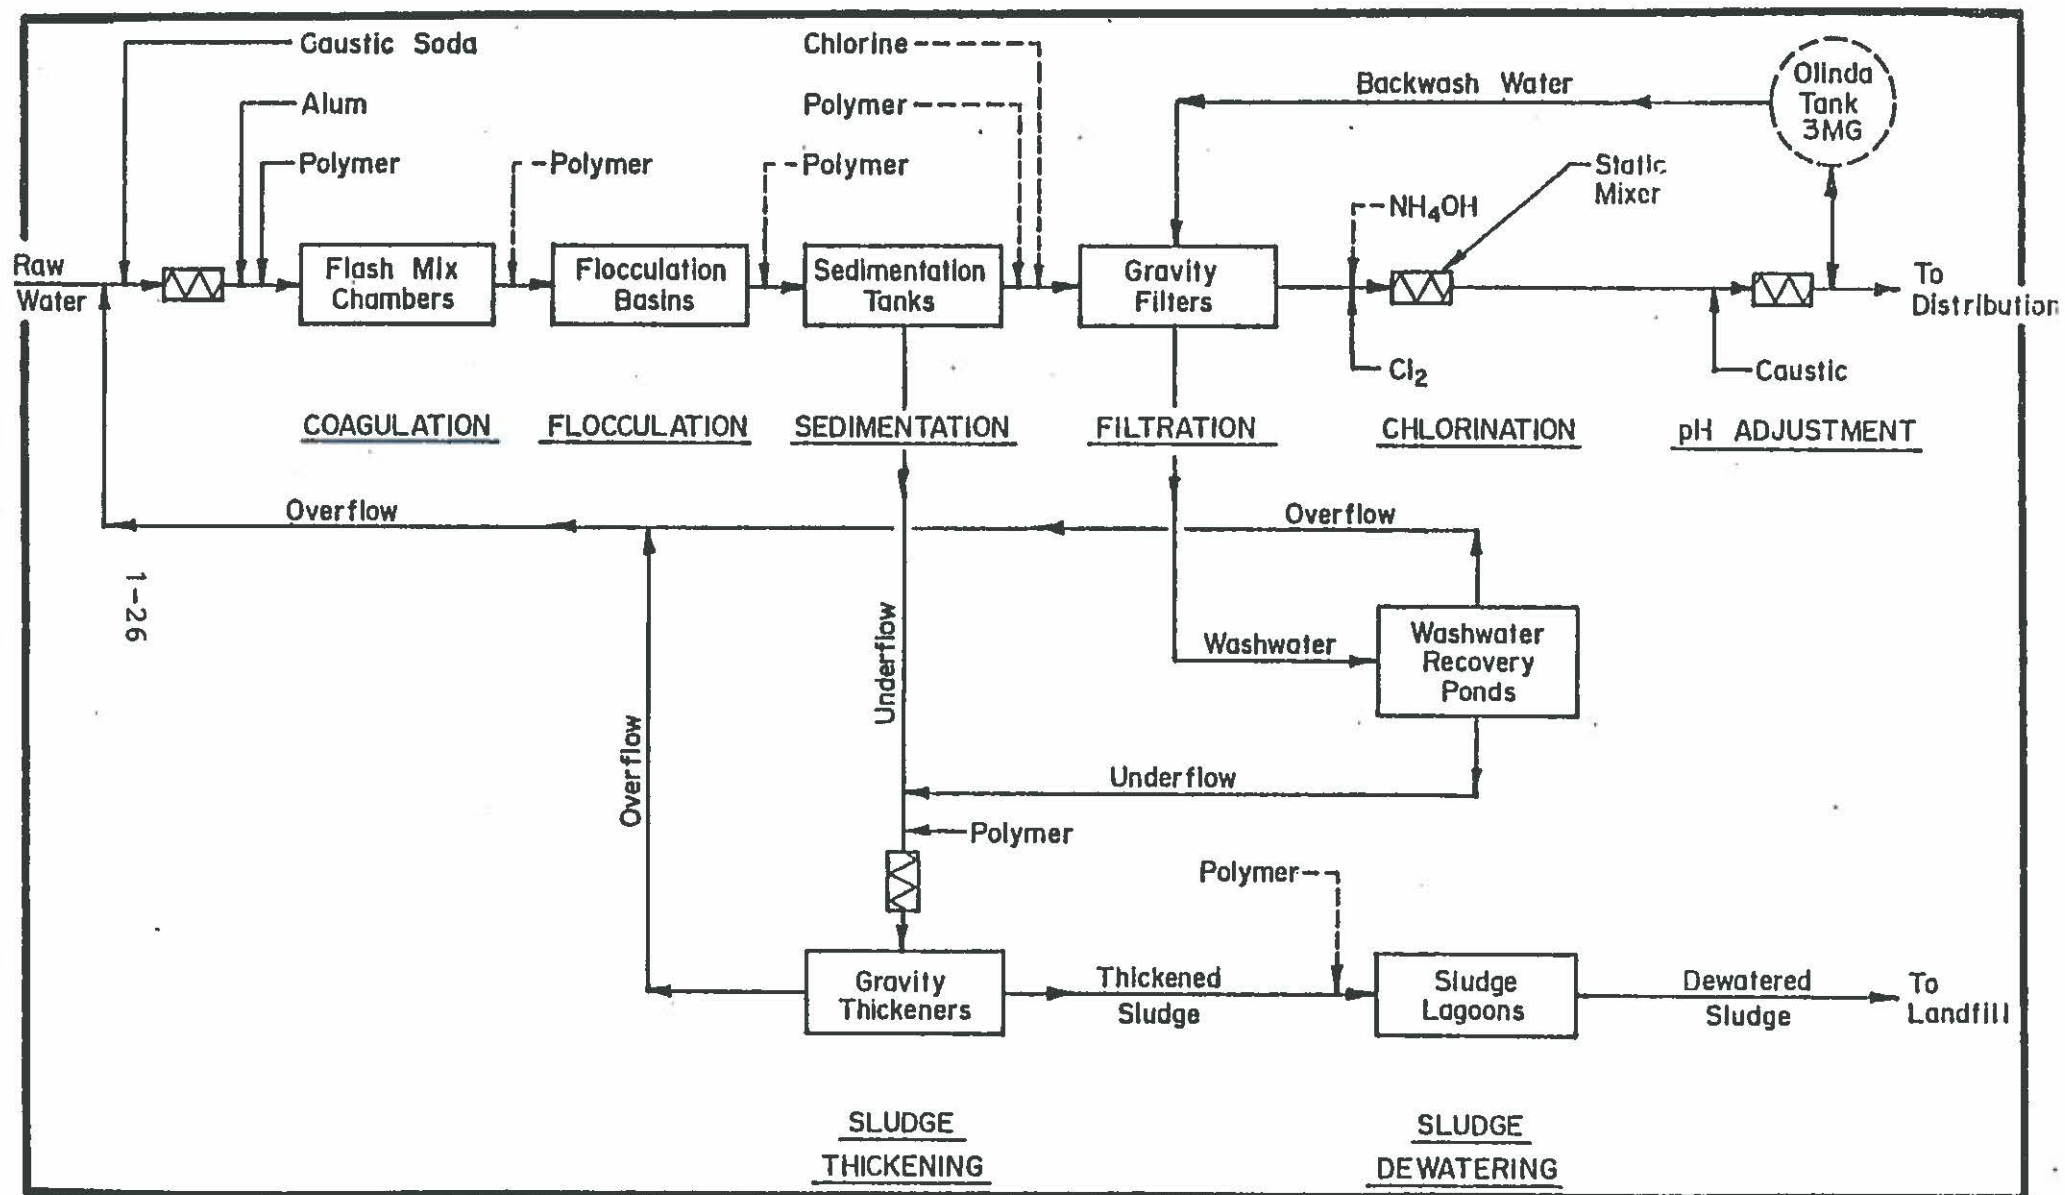 Caustic Soda
Alum
Polymer
Polymer
Chlorine
Polymer
Polymer
Backwash Water
Olinda
Tank
3MG
Static
Mixer
NH4OH
Raw
Water
Flash Mix
Chambers
Flocculation
Basins
Sedimentation
Tanks
Gravity
Filters
To
Distribution
Cl2
Caustic
COAGULATION
FLOCCULATION
SEDIMENTATION
FILTRATION
CHLORINATION
pH ADJUSTMENT
Overflow
Overflow
1-26
Underflow
Overflow
Washwater
Washwater
Recovery
Ponds
Underflow
Polymer
Polymer
Gravity
Thickeners
Thickened
Sludge
Sludge
Lagoons
Dewatered
Sludge
To
Landfill
SLUDGE
THICKENING
SLUDGE
DEWATERING